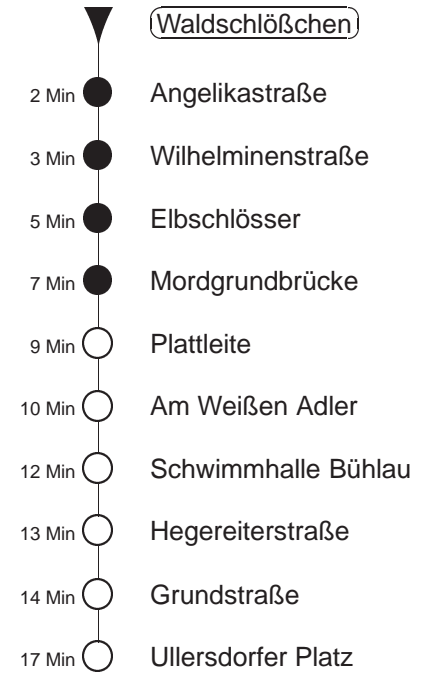 Waldschlößchen
2 Min Angelikastraße
3 Min Wilhelminenstraße
5 Min Elbschlösser
7 Min Mordgrundbrücke
9 Min Plattleite
10 Min Am Weißen Adler
12 Min Schwimmhalle Bühlau
13 Min Hegereiterstraße
14 Min Grundstraße
17 Min Ullersdorfer Platz